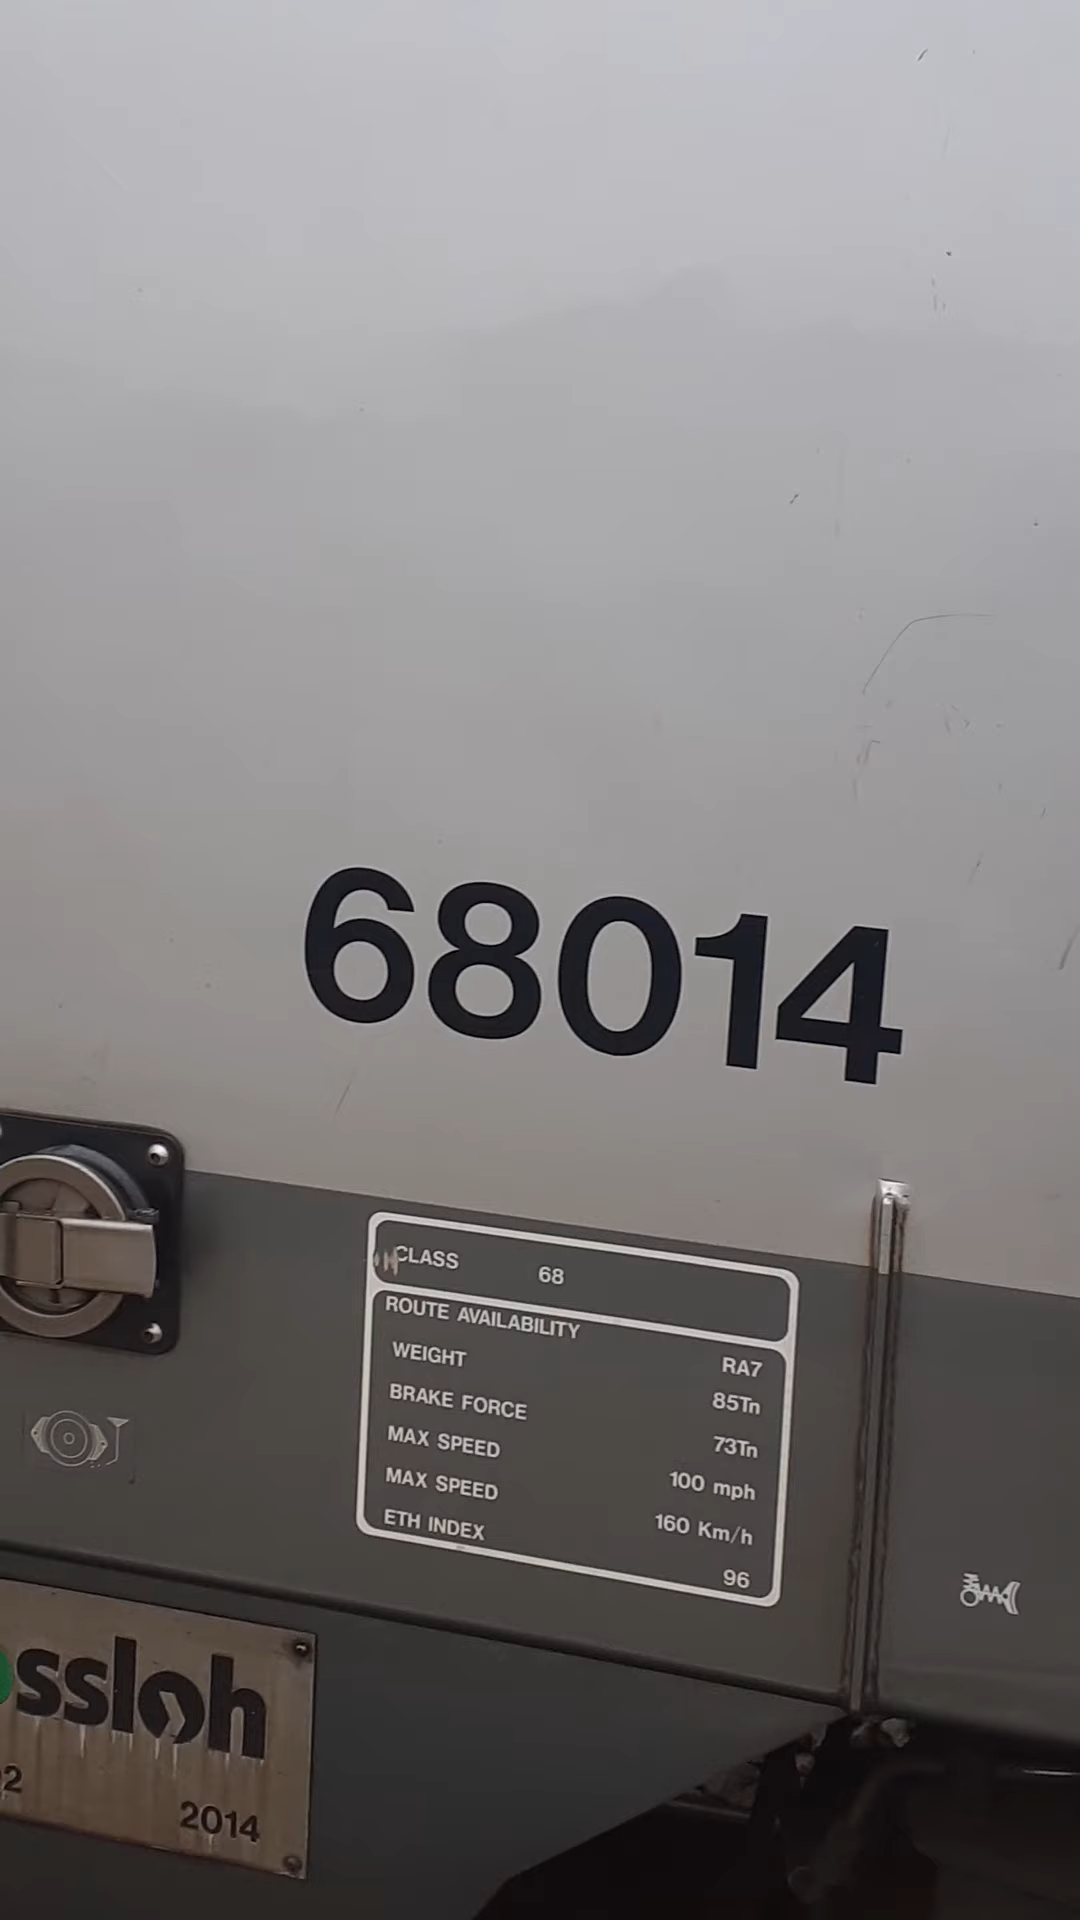 68014
CLASS 68
ROUTE AVAILABILITY RA7
WEIGHT 85Tn
BRAKE FORCE 73Tn
MAX SPEED 100 mph
MAX SPEED 160 Km/h
ETH INDEX 96
ssloh
2
2014